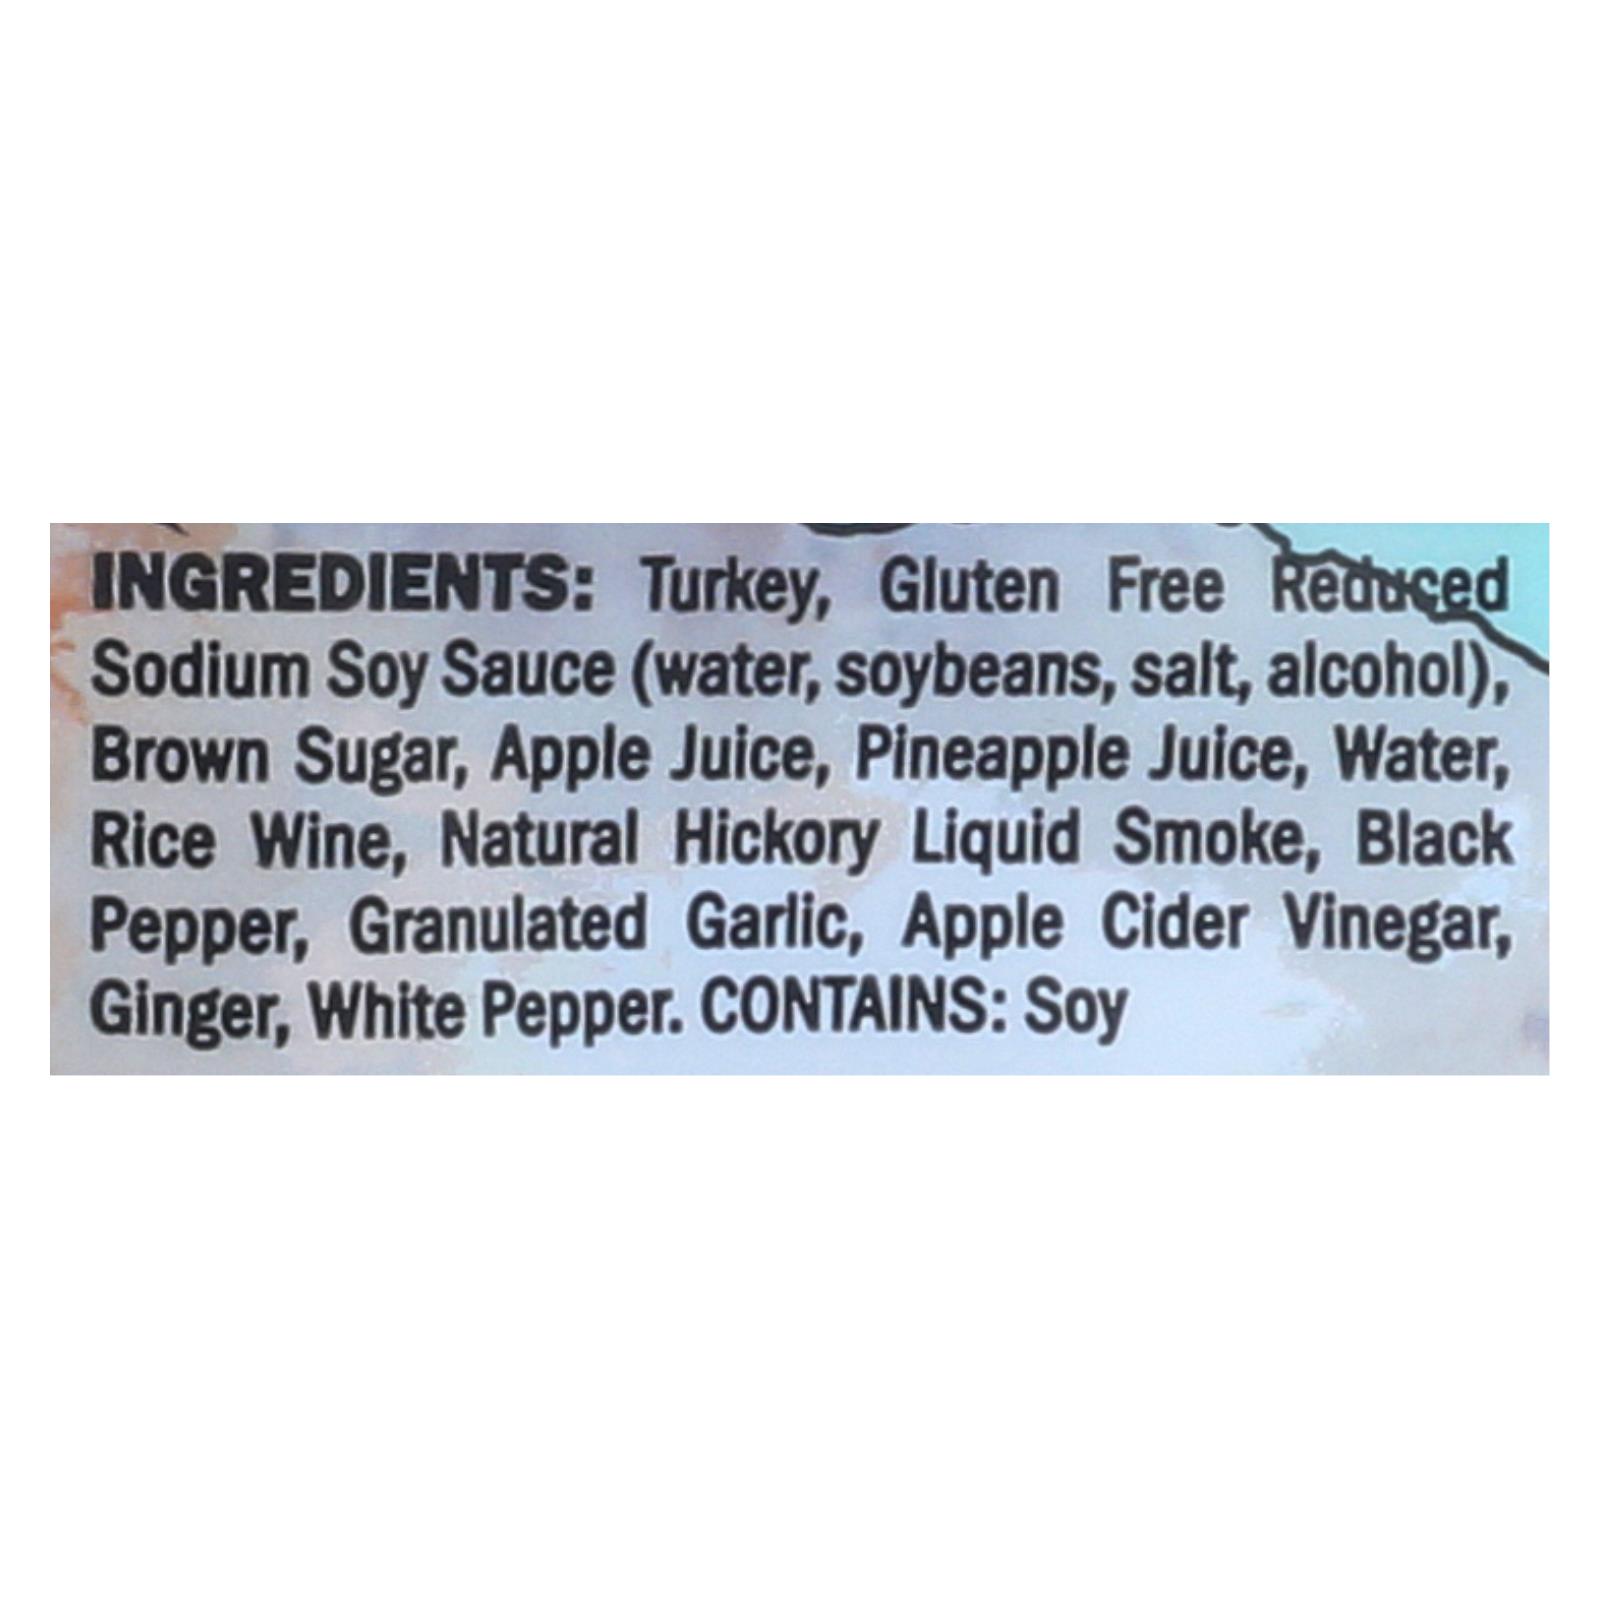 INGREDIENTS: Turkey, Gluten Free Reduced
Sodium Soy Sauce (water, soybeans, salt, alcohol),
Brown Sugar, Apple Juice, Pineapple Juice, Water,
Rice Wine, Natural Hickory Liquid Smoke, Black
Pepper, Granulated Garlic, Apple Cider Vinegar,
Ginger, White Pepper. CONTAINS: Soy